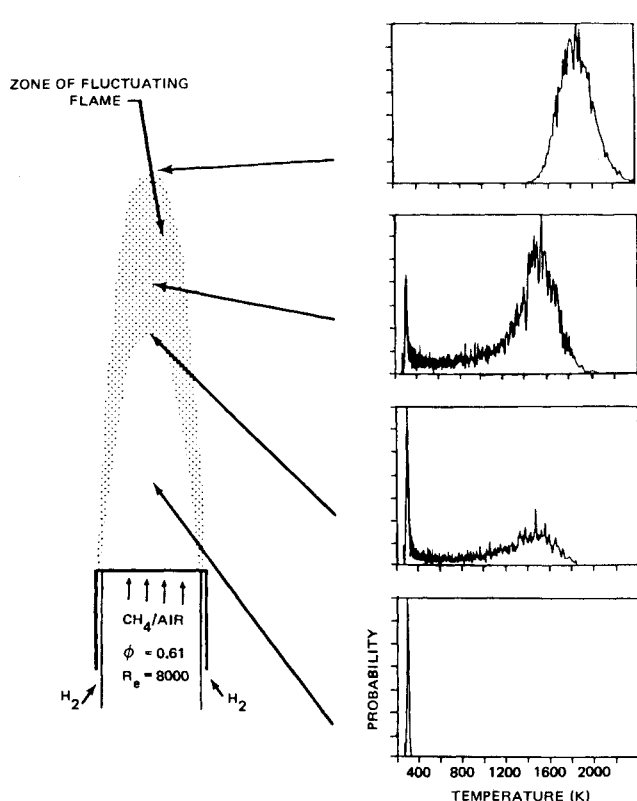 ZONE OF FLUCTUATING
FLAME
CH₄/AIR
ϕ = 0.61
Rₑ = 8000
H₂
H₂
PROBABILITY
400 800 1200 1600 2000
TEMPERATURE (K)